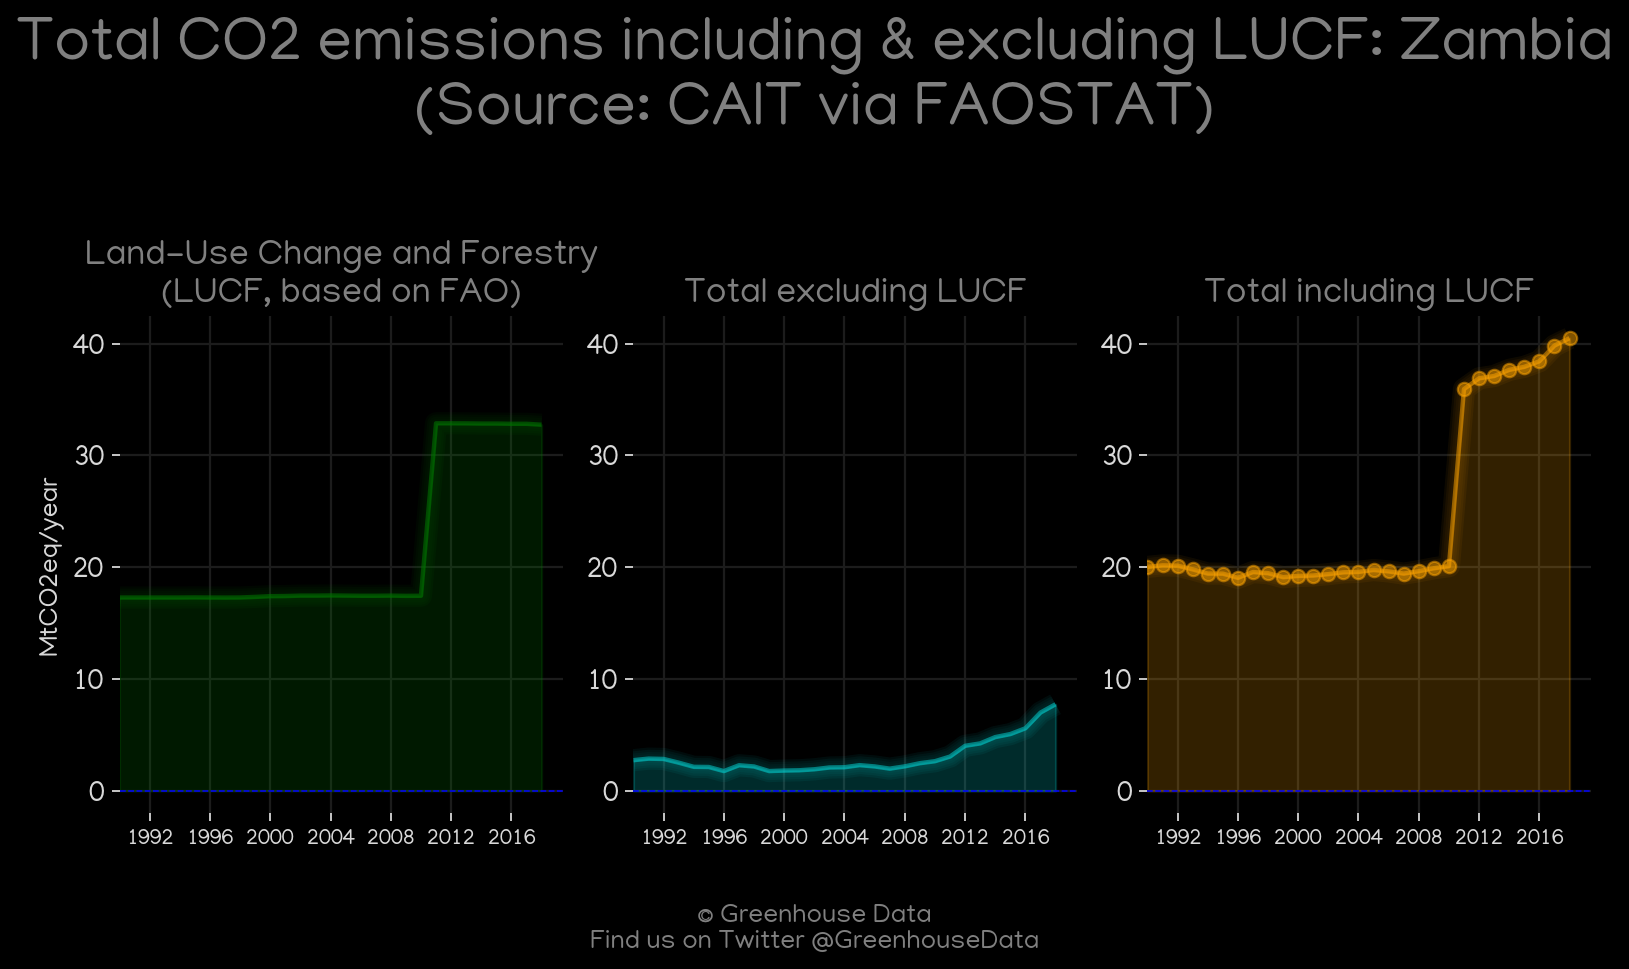 Total CO2 emissions including & excluding LUCF: Zambia
(Source: CAIT via FAOSTAT)
Land-Use Change and Forestry
(LUCF, based on FAO)
Total excluding LUCF
Total including LUCF
MtCO2eq/year
40
30
20
10
0
1992 1996 2000 2004 2008 2012 2016
40
30
20
10
0
1992 1996 2000 2004 2008 2012 2016
40
30
20
10
0
1992 1996 2000 2004 2008 2012 2016
© Greenhouse Data
Find us on Twitter @GreenhouseData